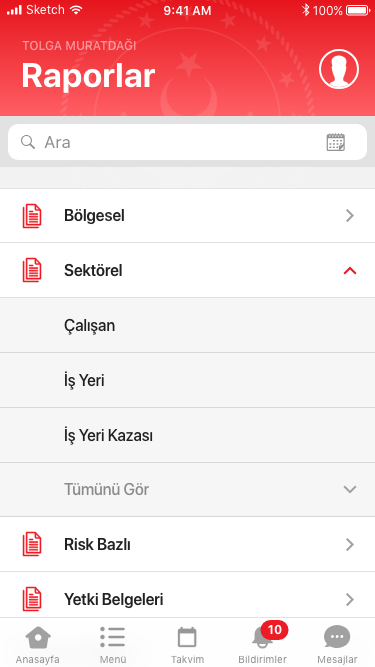 Sketch 9:41 AM 100%
TOLGA MURATDAĞI
Raporlar
Ara
Bölgesel
Sektörel
Çalışan
İş Yeri
İş Yeri Kazası
Tümünü Gör
Risk Bazlı
Yetki Belgeleri
10
Anasayfa Menü Takvim Bildirimler Mesajlar